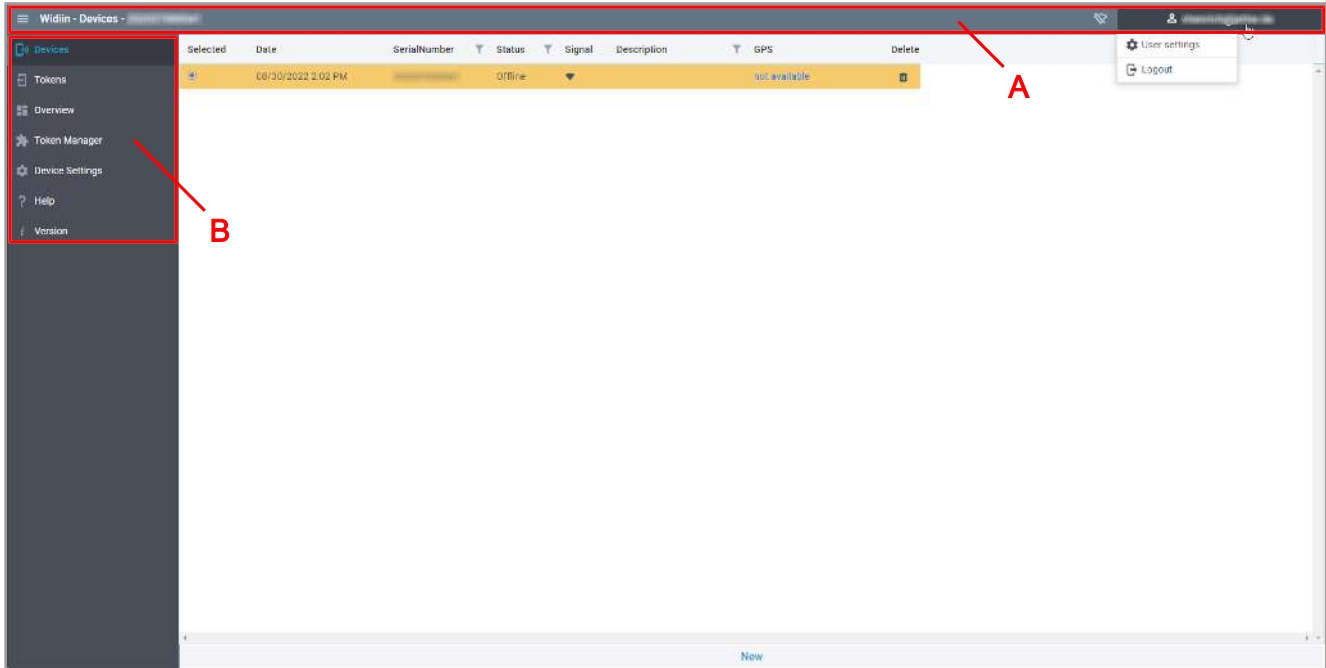 Widiin - Devices -
Devices
Selected Date SerialNumber Status Signal Description GPS Delete
User settings
Logout
08/30/2022 2:02 PM Offline not available
Tokens
Overview
Token Manager
Device Settings
? Help
i Version
A
B
New